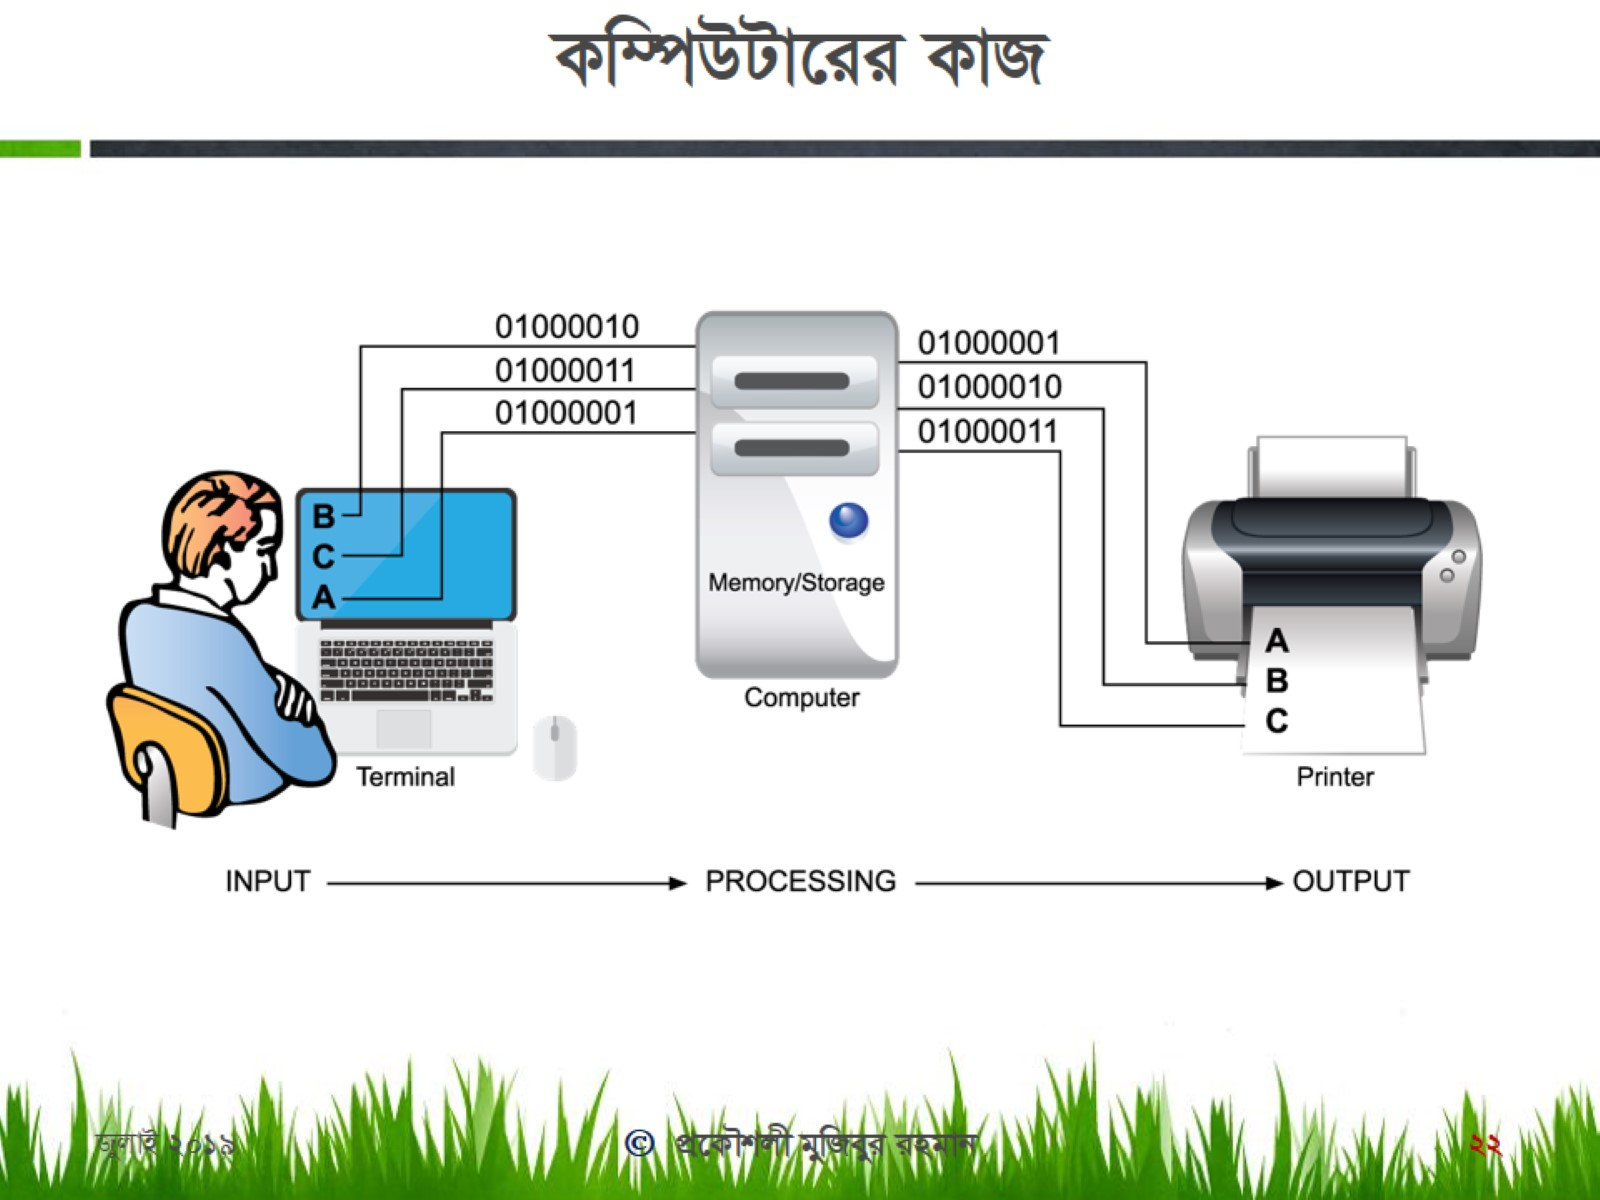 কম্পিউটারের কাজ
01000010
01000011
01000001
01000001
01000010
01000011
B
C
A
Memory/Storage
Computer
A
B
C
Terminal
Printer
INPUT
PROCESSING
OUTPUT
জুলাই ২০১৯
© প্রকৌশলী মুজিবুর রহমান
২২